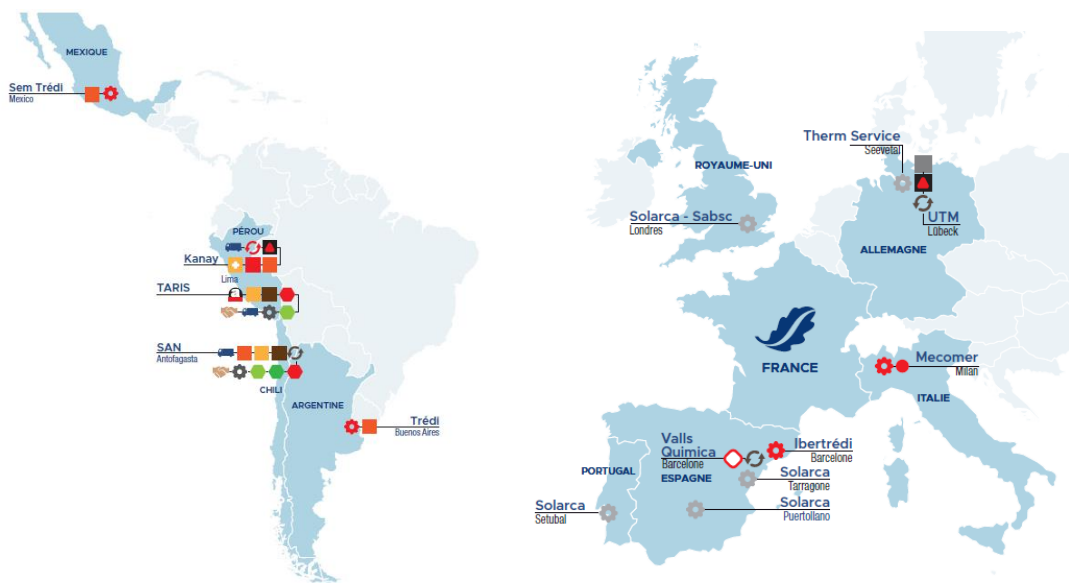 MEXIQUE
Sem Trédi
Mexico
PÉROU
Kanay
Lima
TARIS
SAN
Antofagasta
CHILI
ARGENTINE
Trédi
Buenos Aires
Therm Service
Seevetal
ROYAUME-UNI
Solarca - Sabsc
Londres
UTM
Lübeck
ALLEMAGNE
FRANCE
Mecomer
Milan
ITALIE
Valls
Quimica
Barcelone
Ibertrédi
Barcelone
PORTUGAL
ESPAGNE
Solarca
Tarragone
Solarca
Setubal
Solarca
Puertollano